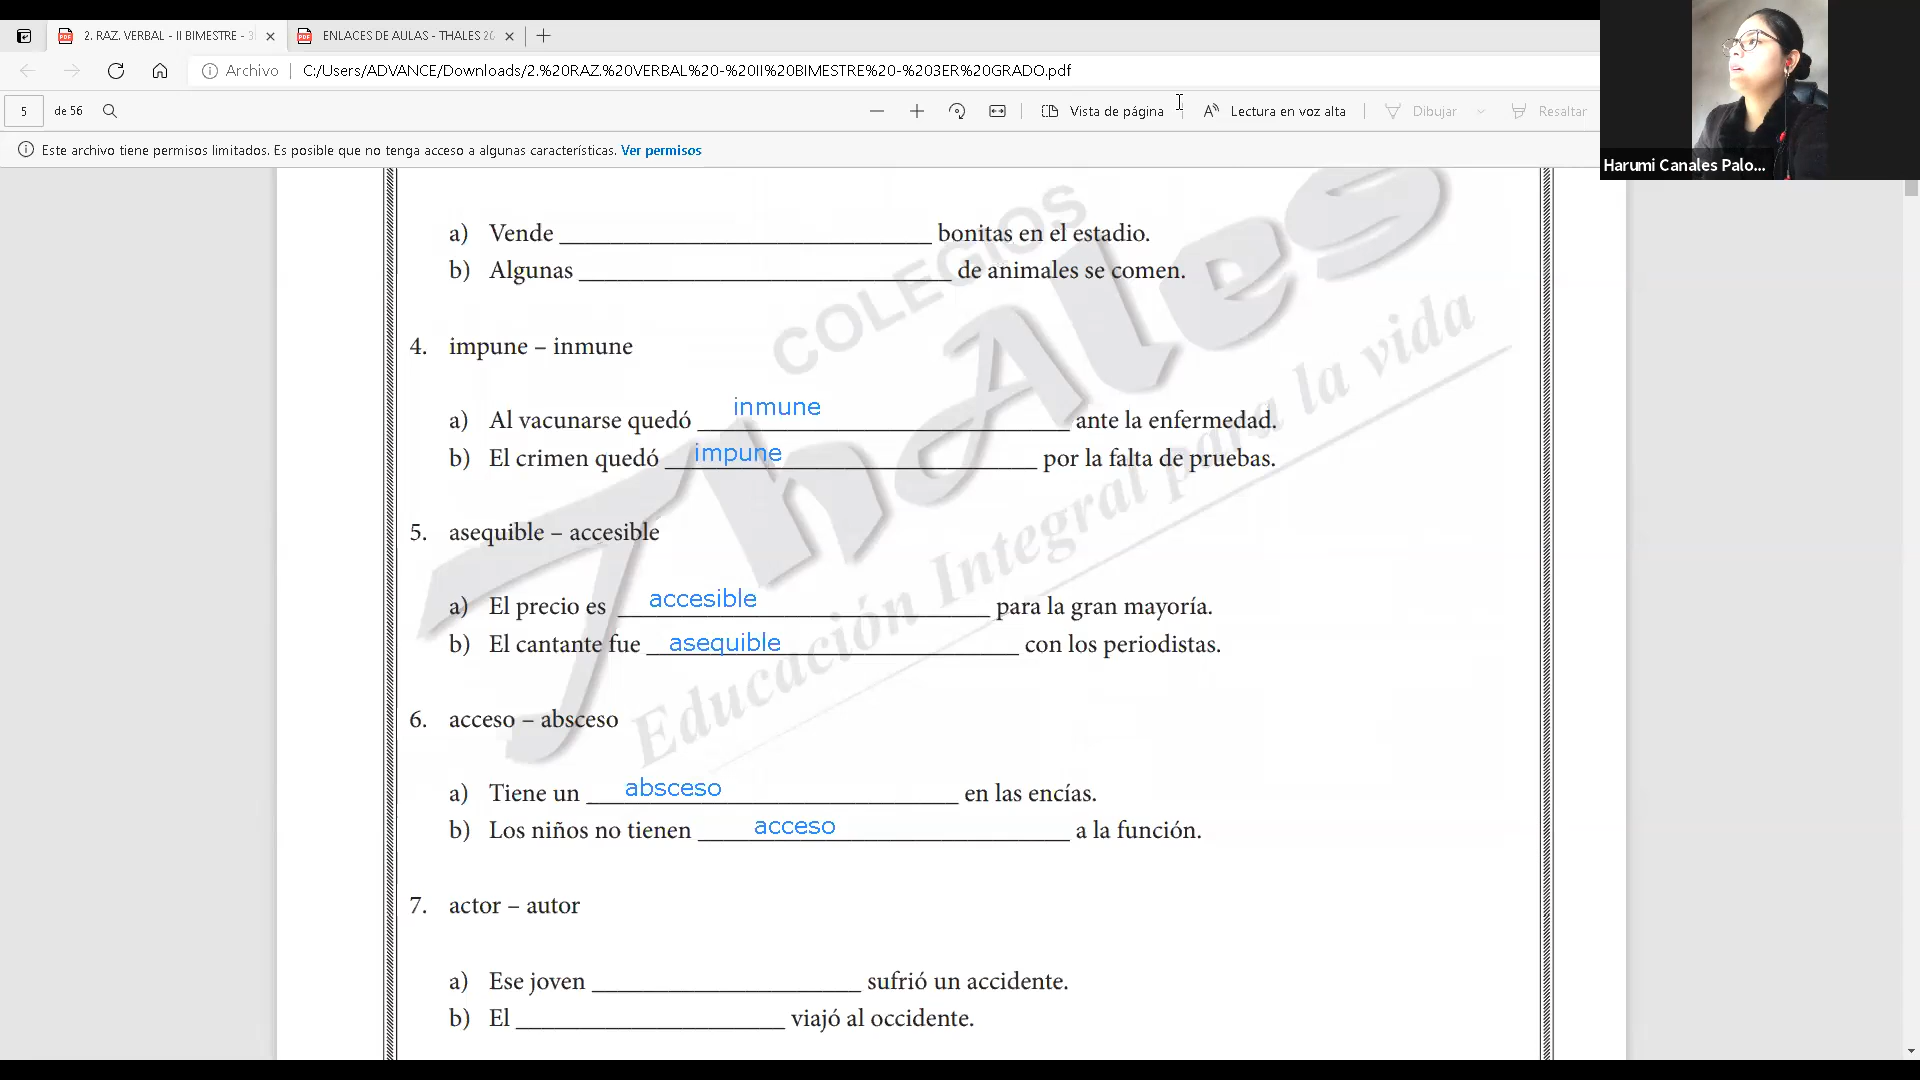 2. RAZ. VERBAL - II BIMESTRE - 3
ENLACES DE AULAS - THALES 20
Archivo
C:/Users/ADVANCE/Downloads/2.%20RAZ.%20VERBAL%20-%20II%20BIMESTRE%20-%203ER%20GRADO.pdf
5 de 56
Vista de página
Lectura en voz alta
Dibujar
Resaltar
Este archivo tiene permisos limitados. Es posible que no tenga acceso a algunas características. Ver permisos
Harumi Canales Palo...
COLEGIOS
Thales
Educación Integral para la vida
a) Vende ______ bonitas en el estadio.
b) Algunas ______ de animales se comen.
4. impune – inmune
a) Al vacunarse quedó inmune ante la enfermedad.
b) El crimen quedó impune por la falta de pruebas.
5. asequible – accesible
a) El precio es accesible para la gran mayoría.
b) El cantante fue asequible con los periodistas.
6. acceso – absceso
a) Tiene un absceso en las encías.
b) Los niños no tienen acceso a la función.
7. actor – autor
a) Ese joven ______ sufrió un accidente.
b) El ______ viajó al occidente.